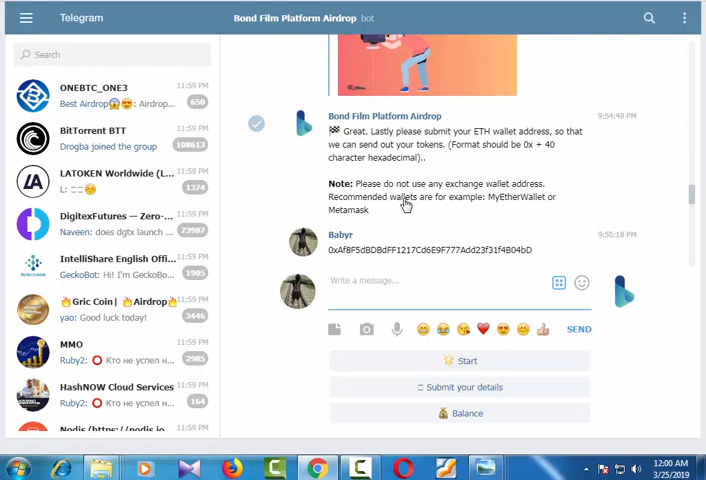 Telegram
Bond Film Platform Airdrop bot
Search
ONEBTC_ONE3 11:59 PM
Best Airdrop😱😍: Airdrop... 650
BitTorrent BTT 11:59 PM
Drogba joined the group 108613
LATOKEN Worldwide (L... 11:59 PM
L: 1374
DigitexFutures — Zero-... 11:59 PM
Naveen: does dgtx launch ... 73987
IntelliShare English Offi... 11:59 PM
GeckoBot: Hi! I'm GeckoBo... 1905
🔥Gric Coin| 🔥Airdrop🔥 11:59 PM
yao: Good luck today! 3446
MMO 11:59 PM
Ruby2: ⭕ Кто не успел н... 2985
HashNOW Cloud Services 11:59 PM
Ruby2: ⭕ Кто не успел н... 164
Nodis (https://nodis.io 11:59 PM
Bond Film Platform Airdrop 9:54:48 PM
🏁 Great. Lastly please submit your ETH wallet address, so that
we can send out your tokens. (Format should be 0x + 40
character hexadecimal)..
Note: Please do not use any exchange wallet address.
Recommended wallets are for example: MyEtherWallet or
Metamask
Babyr 9:55:18 PM
0xAf8F5dBDBdFF1217Cd6E9F777Add23f31f4B04bD
Write a message...
SEND
🌟 Start
Submit your details
💰 Balance
12:00 AM
3/25/2019